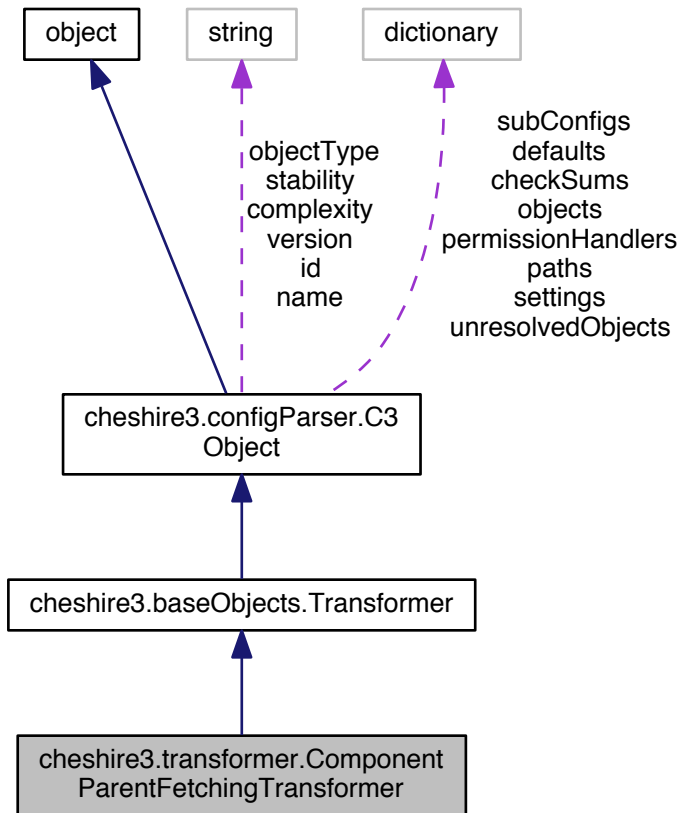 object
string
dictionary
objectType
stability
complexity
version
id
name
subConfigs
defaults
checkSums
objects
permissionHandlers
paths
settings
unresolvedObjects
cheshire3.configParser.C3
Object
cheshire3.baseObjects.Transformer
cheshire3.transformer.Component
ParentFetchingTransformer